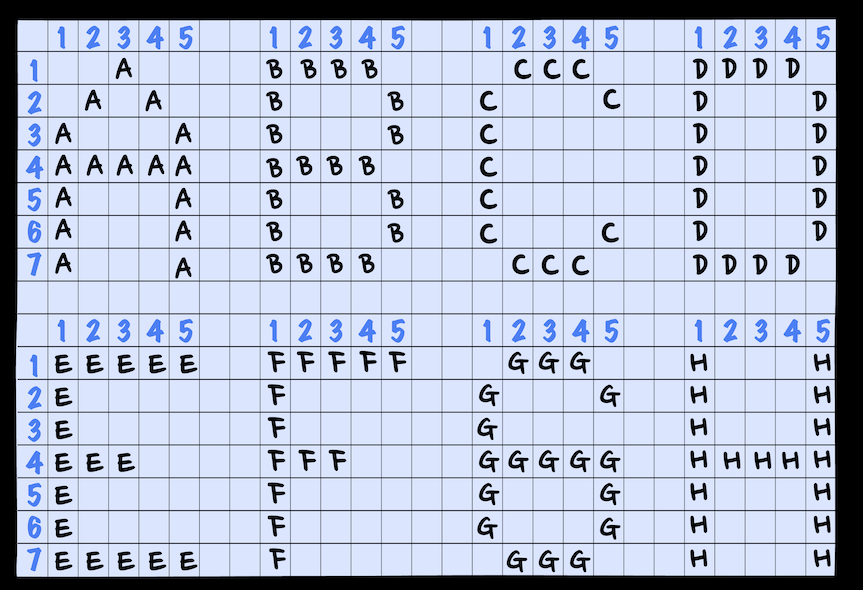 1 2 3 4 5 1 2 3 4 5 1 2 3 4 5 1 2 3 4 5
1 A B B B B C C C D D D D
2 A A B B C C D D
3 A A B B C D D
4 A A A A A B B B B C D D
5 A A B B C D D
6 A A B B C C D D
7 A A B B B B C C C D D D D
1 2 3 4 5 1 2 3 4 5 1 2 3 4 5 1 2 3 4 5
1 E E E E E F F F F F G G G H H
2 E F G G H H
3 E F G H H
4 E E E F F F G G G G G H H H H H
5 E F G G H H
6 E F G G H H
7 E E E E E F G G G H H